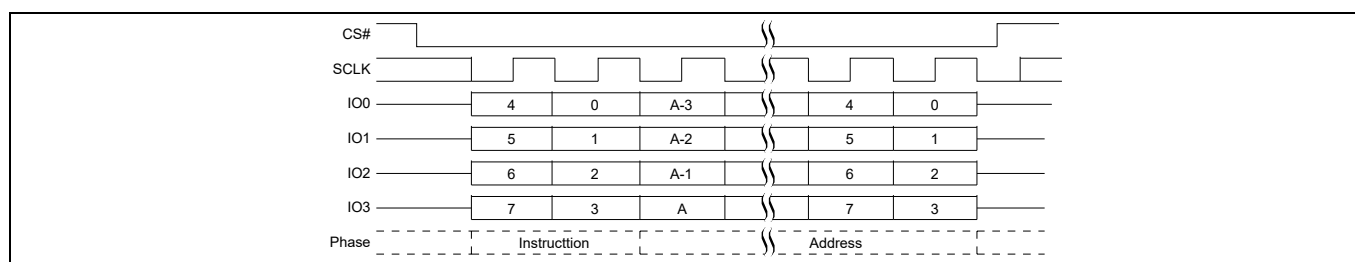 CS#
SCLK
IO0 4 0 A-3 4 0
IO1 5 1 A-2 5 1
IO2 6 2 A-1 6 2
IO3 7 3 A 7 3
Phase Instructtion Address